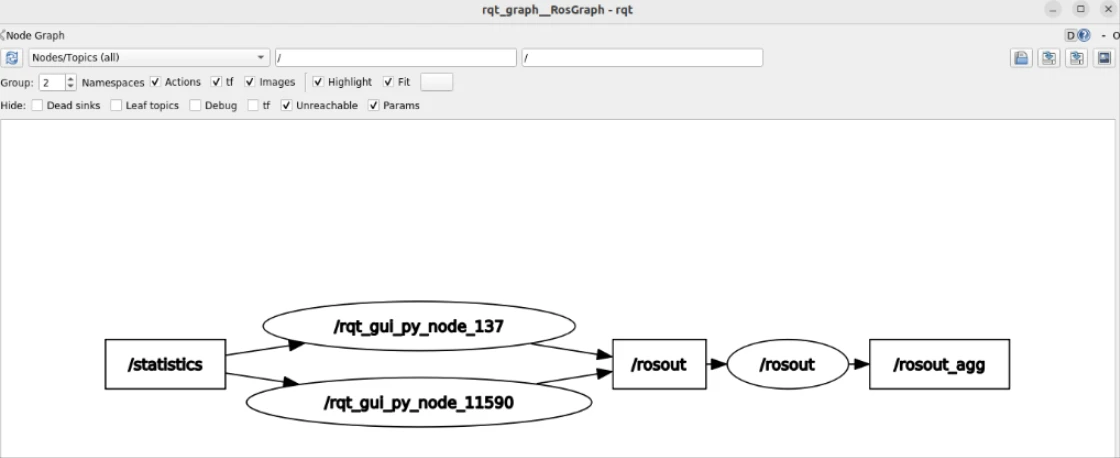 rqt_graph__RosGraph - rqt
Node Graph
D
- O
Nodes/Topics (all)
/
/
Group: 2 Namespaces Actions tf Images Highlight Fit
Hide: Dead sinks Leaf topics Debug tf Unreachable Params
/rqt_gui_py_node_137
/statistics
/rosout
/rosout
/rosout_agg
/rqt_gui_py_node_11590